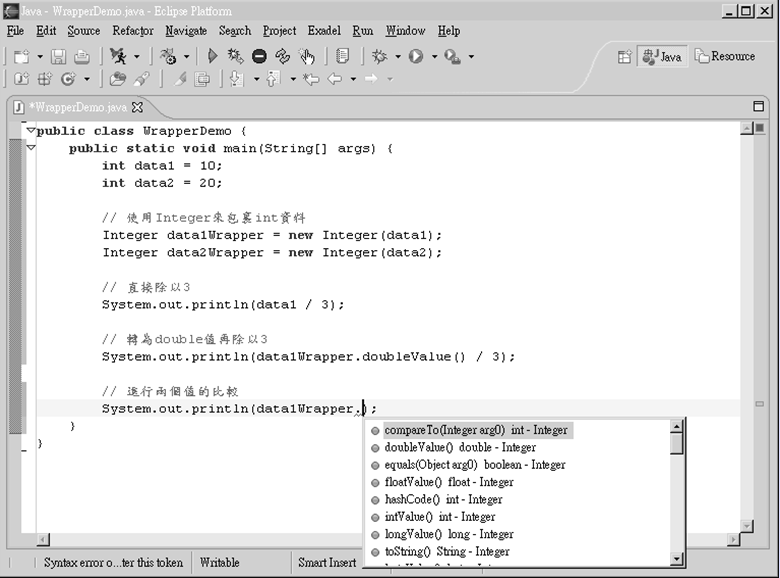 Java - WrapperDemo.java - Eclipse Platform
File Edit Source Refactor Navigate Search Project Exadel Run Window Help
Java Resource
*WrapperDemo.java
public class WrapperDemo {
public static void main(String[] args) {
int data1 = 10;
int data2 = 20;
// 使用Integer來包裹int資料
Integer data1Wrapper = new Integer(data1);
Integer data2Wrapper = new Integer(data2);
// 直接除以3
System.out.println(data1 / 3);
// 轉為double值再除以3
System.out.println(data1Wrapper.doubleValue() / 3);
// 進行兩個值的比較
System.out.println(data1Wrapper.);
}
}
compareTo(Integer arg0) int - Integer
doubleValue() double - Integer
equals(Object arg0) boolean - Integer
floatValue() float - Integer
hashCode() int - Integer
intValue() int - Integer
longValue() long - Integer
toString() String - Integer
Syntax error o...ter this token Writable Smart Insert